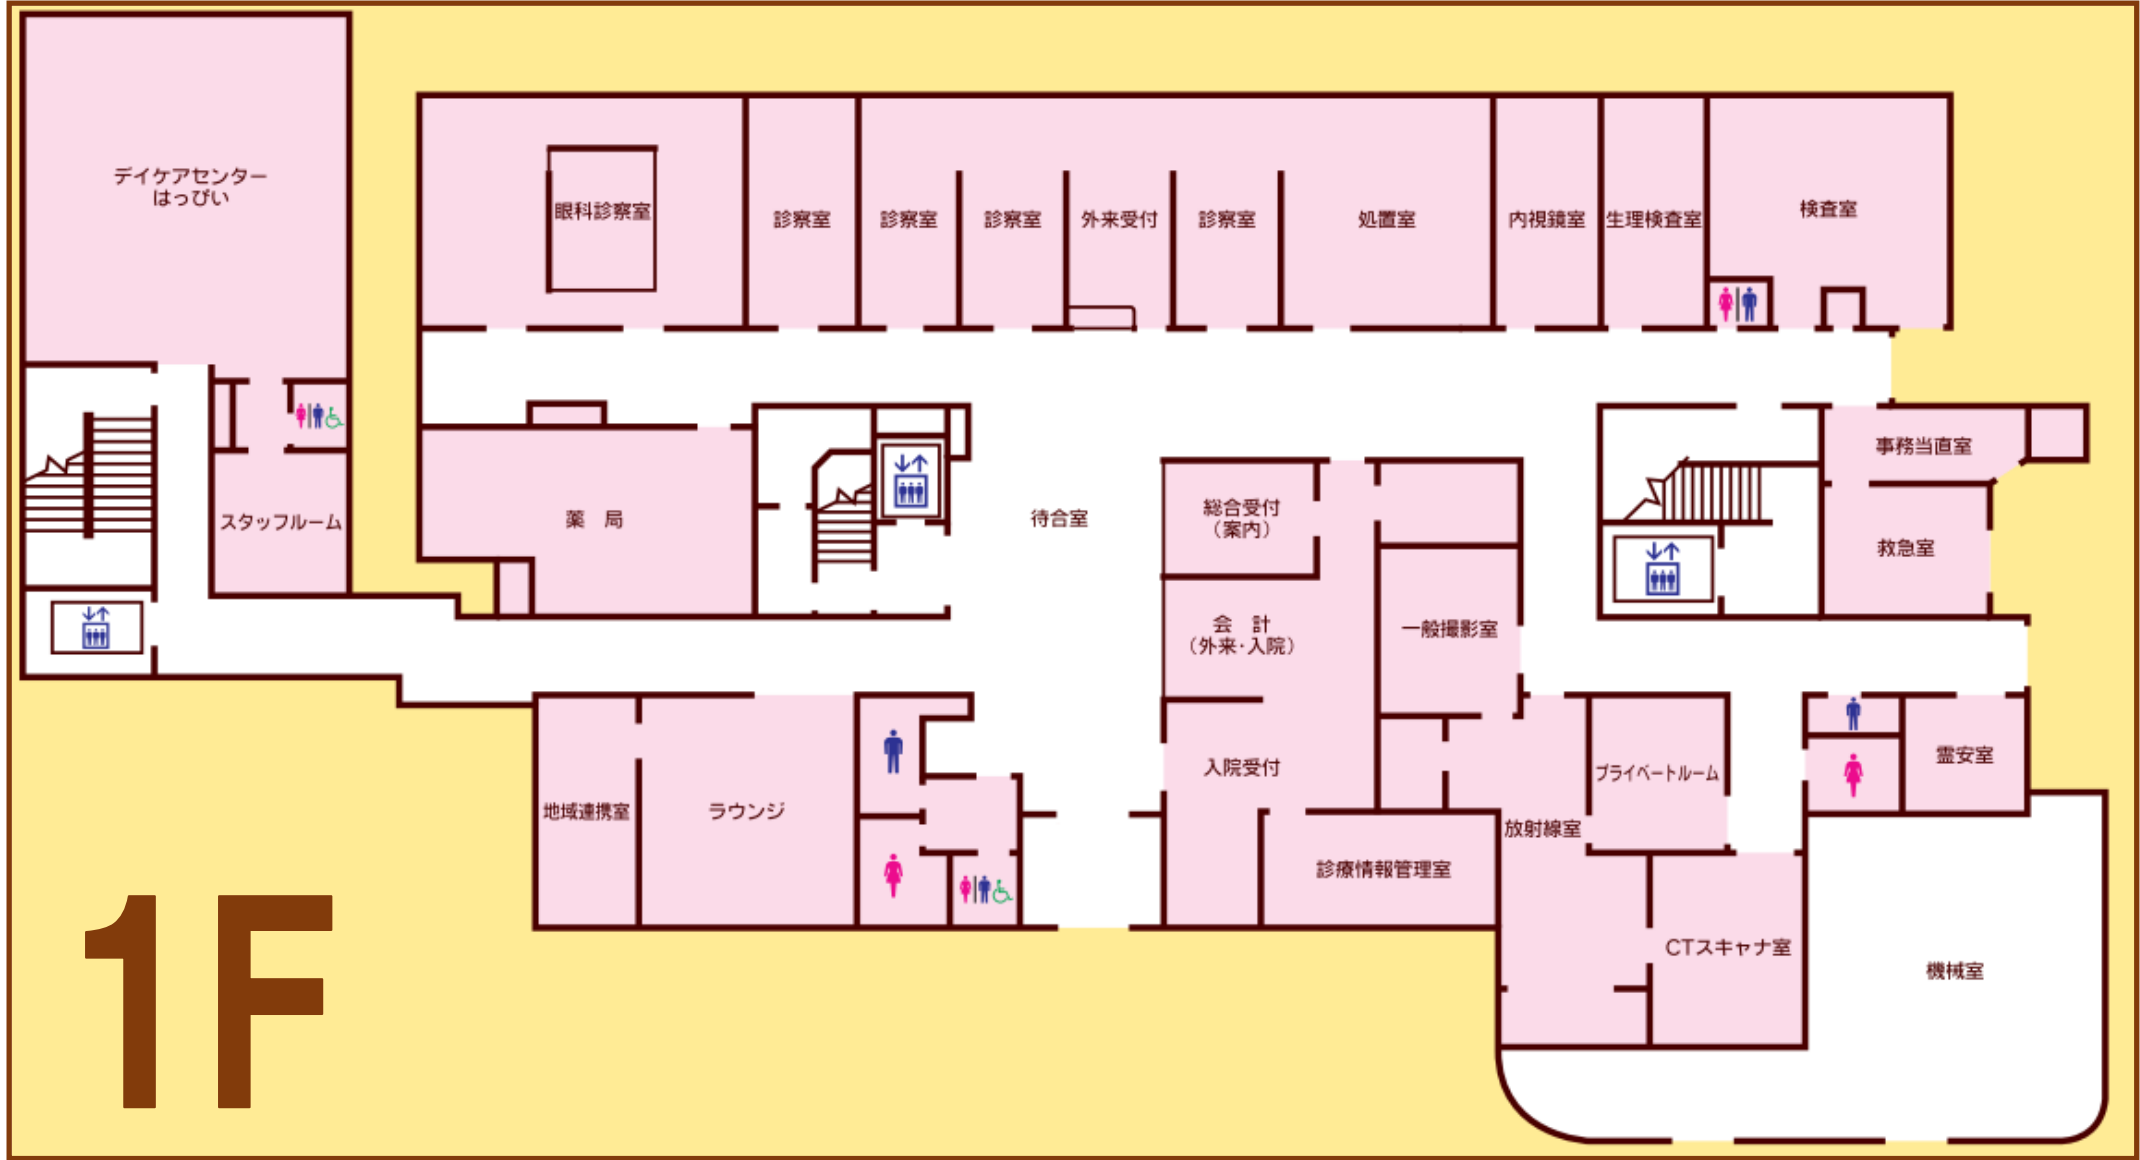 デイケアセンター
はっぴい
眼科診察室
診察室
診察室
診察室
外来受付
診察室
処置室
内視鏡室
生理検査室
検査室
スタッフルーム
薬　局
待合室
総合受付
（案内）
会　計
（外来・入院）
一般撮影室
事務当直室
救急室
入院受付
地域連携室
ラウンジ
診療情報管理室
放射線室
プライベートルーム
霊安室
CTスキャナ室
機械室
1F